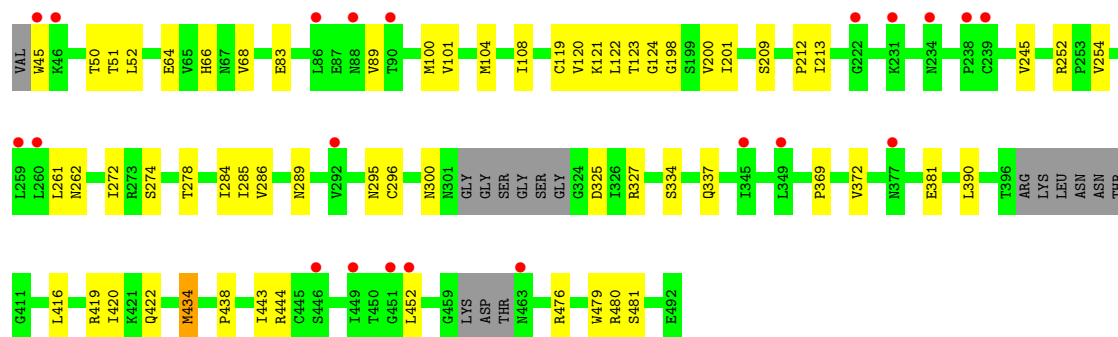 VAL W45 K46 T50 T51 L52 E64 V65 H66 N67 V68 E83 L86 E87 N88 V89 T90 M100 V101 M104 I108 C119 V120 K121 L122 T123 G124 G198 S199 V200 I201 S209 P212 I213 G222 K231 N234 P238 C239 V245 R252 P253 V254
L259 L260 L261 N262 I272 R273 S274 T278 I284 I285 V286 N289 V292 N295 C296 N300 N301 GLY GLY SER GLY SER GLY G324 D325 I326 R327 S334 Q337 I345 L349 P369 V372 N377 E381 L390 T396 ARG LYS LEU ASN ASN THR
G411 L416 R419 I420 K421 Q422 M434 P438 I443 R444 C445 S446 I449 T450 G451 L452 G459 LYS ASP THR N463 R476 W479 R480 S481 E492